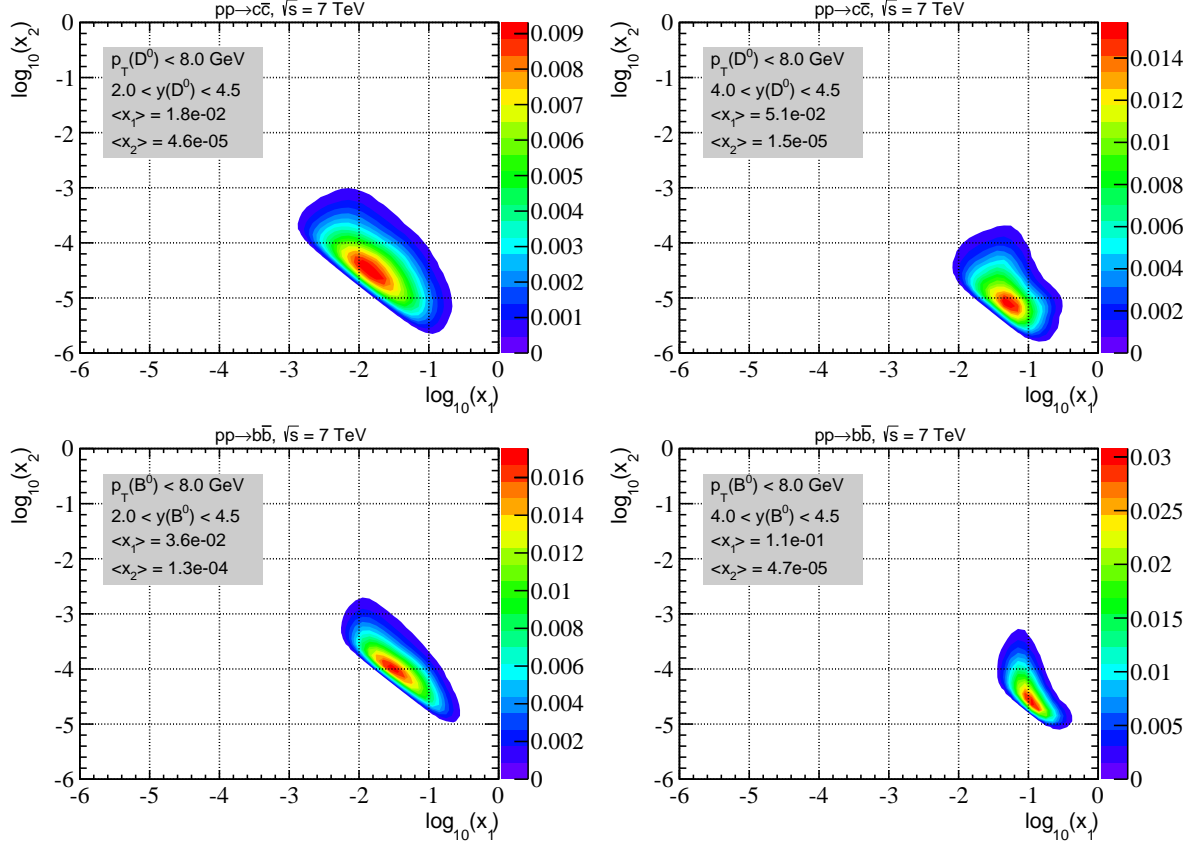 pp→cc̅, √s = 7 TeV
log₁₀(x₂)
0
-1
-2
-3
-4
-5
-6
p_T(D⁰) < 8.0 GeV
2.0 < y(D⁰) < 4.5
<x₁> = 1.8e-02
<x₂> = 4.6e-05
-6 -5 -4 -3 -2 -1 0
log₁₀(x₁)
0.009
0.008
0.007
0.006
0.005
0.004
0.003
0.002
0.001
0
pp→cc̅, √s = 7 TeV
log₁₀(x₂)
0
-1
-2
-3
-4
-5
-6
p_T(D⁰) < 8.0 GeV
4.0 < y(D⁰) < 4.5
<x₁> = 5.1e-02
<x₂> = 1.5e-05
-6 -5 -4 -3 -2 -1 0
log₁₀(x₁)
0.014
0.012
0.01
0.008
0.006
0.004
0.002
0
pp→bb̅, √s = 7 TeV
log₁₀(x₂)
0
-1
-2
-3
-4
-5
-6
p_T(B⁰) < 8.0 GeV
2.0 < y(B⁰) < 4.5
<x₁> = 3.6e-02
<x₂> = 1.3e-04
-6 -5 -4 -3 -2 -1 0
log₁₀(x₁)
0.016
0.014
0.012
0.01
0.008
0.006
0.004
0.002
0
pp→bb̅, √s = 7 TeV
log₁₀(x₂)
0
-1
-2
-3
-4
-5
-6
p_T(B⁰) < 8.0 GeV
4.0 < y(B⁰) < 4.5
<x₁> = 1.1e-01
<x₂> = 4.7e-05
-6 -5 -4 -3 -2 -1 0
log₁₀(x₁)
0.03
0.025
0.02
0.015
0.01
0.005
0